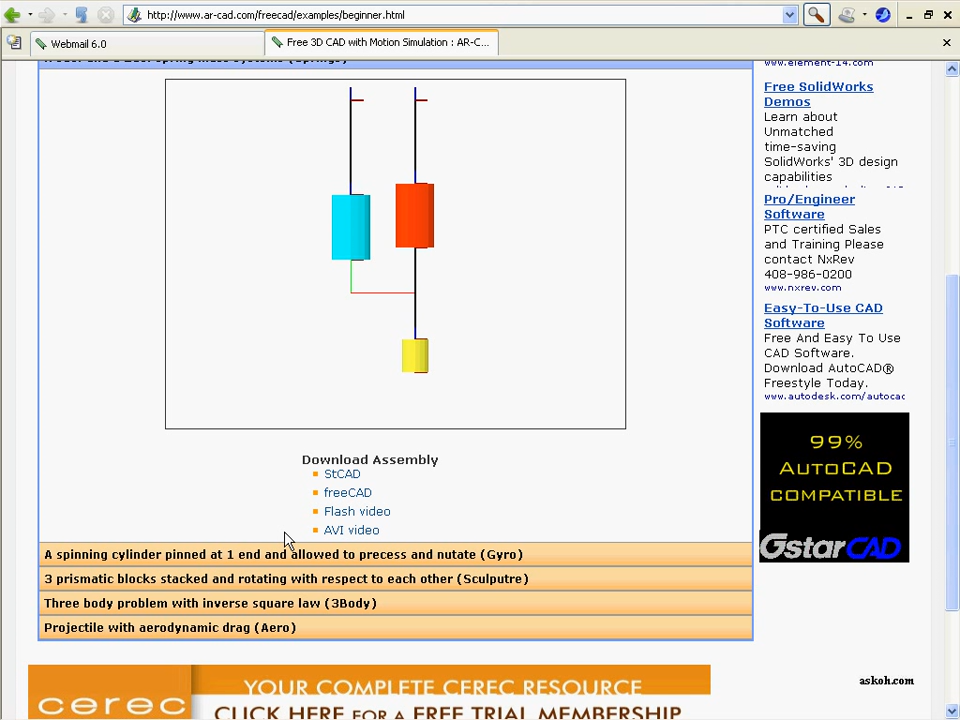 http://www.ar-cad.com/freecad/examples/beginner.html
Webmail 6.0
Free 3D CAD with Motion Simulation : AR-C...
www.element-14.com
Free SolidWorks
Demos
Learn about
Unmatched
time-saving
SolidWorks' 3D design
capabilities
Pro/Engineer
Software
PTC certified Sales
and Training Please
contact NxRev
408-986-0200
www.nxrev.com
Easy-To-Use CAD
Software
Free And Easy To Use
CAD Software.
Download AutoCAD®
Freestyle Today.
www.autodesk.com/autocad
99%
AUTOCAD
COMPATIBLE
GstarCAD
Download Assembly
StCAD
freeCAD
Flash video
AVI video
A spinning cylinder pinned at 1 end and allowed to precess and nutate (Gyro)
3 prismatic blocks stacked and rotating with respect to each other (Sculputre)
Three body problem with inverse square law (3Body)
Projectile with aerodynamic drag (Aero)
cerec
YOUR COMPLETE CEREC RESOURCE
CLICK HERE FOR A FREE TRIAL MEMBERSHIP
askoh.com